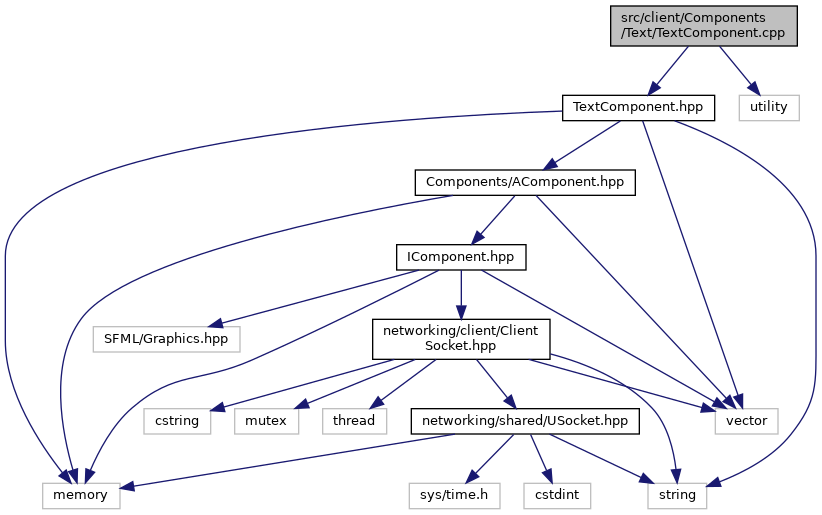 src/client/Components
/Text/TextComponent.cpp
TextComponent.hpp
utility
Components/AComponent.hpp
IComponent.hpp
SFML/Graphics.hpp
networking/client/Client
Socket.hpp
cstring
mutex
thread
networking/shared/USocket.hpp
vector
memory
sys/time.h
cstdint
string